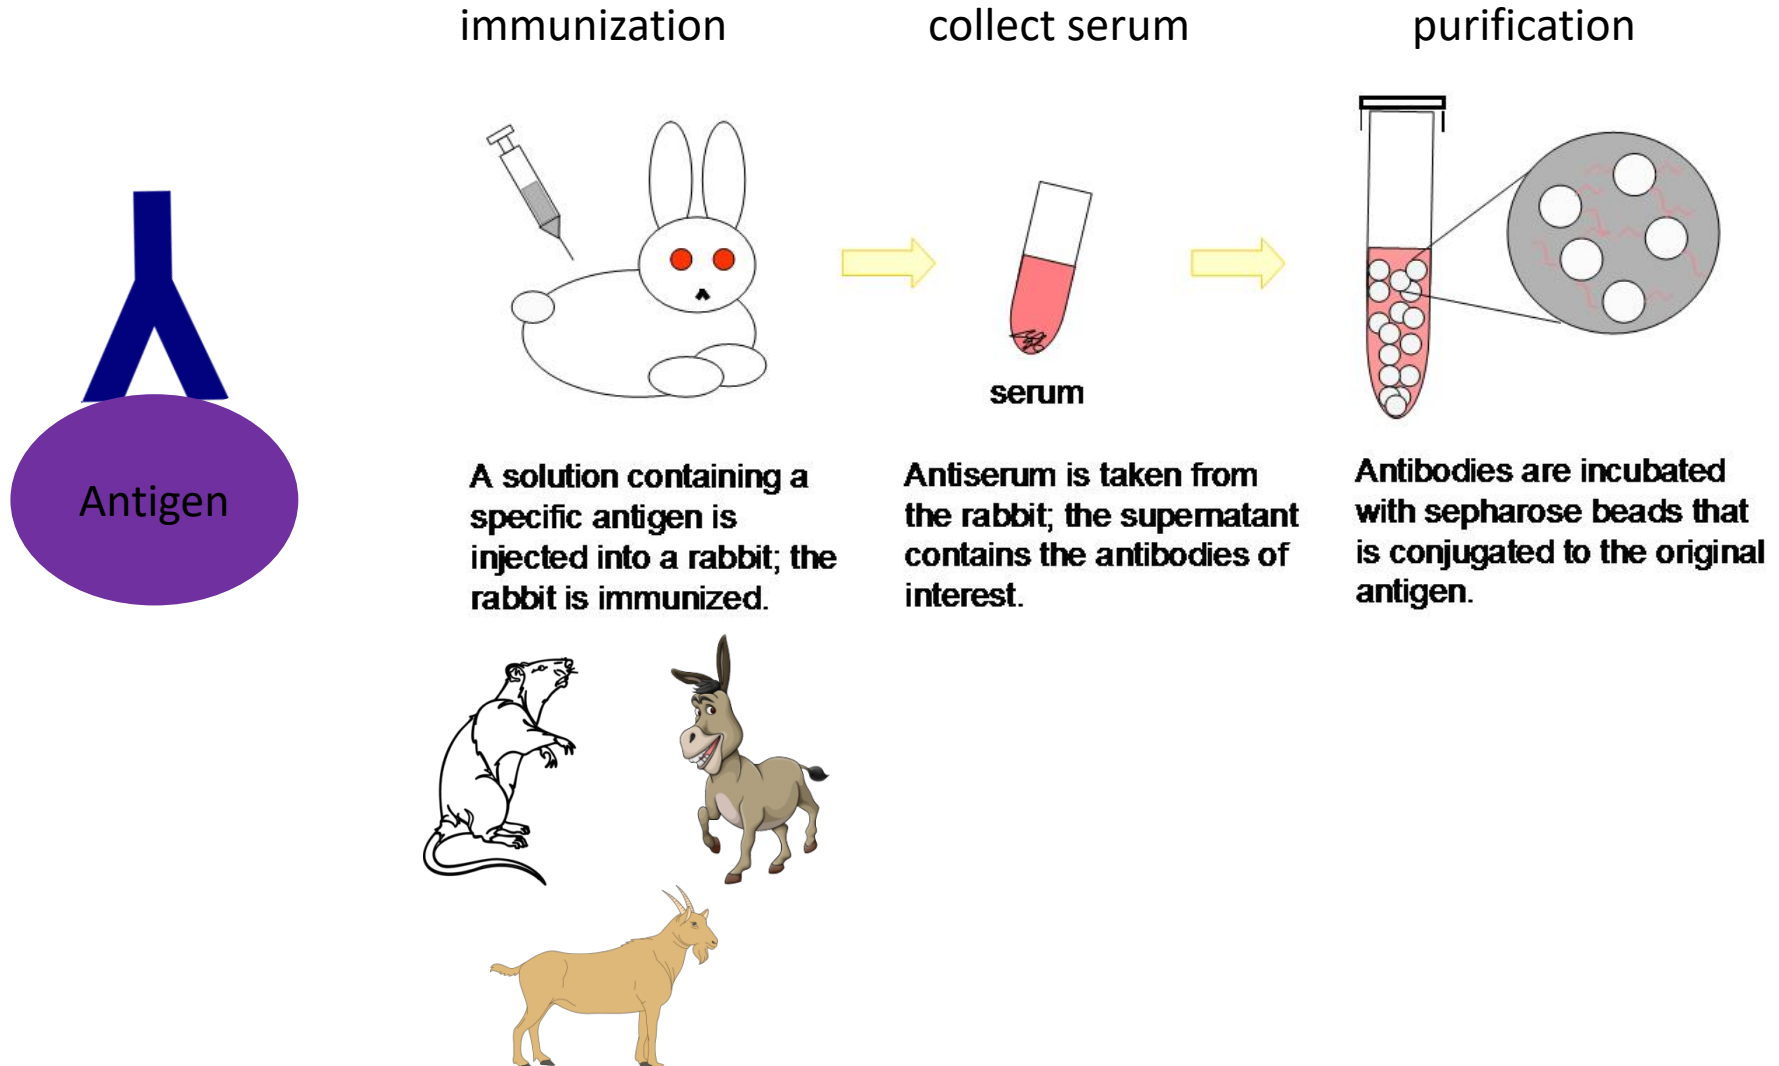 immunization
collect serum
purification
Antigen
serum
A solution containing a
specific antigen is
injected into a rabbit; the
rabbit is immunized.
Antiserum is taken from
the rabbit; the supernatant
contains the antibodies of
interest.
Antibodies are incubated
with sepharose beads that
is conjugated to the original
antigen.